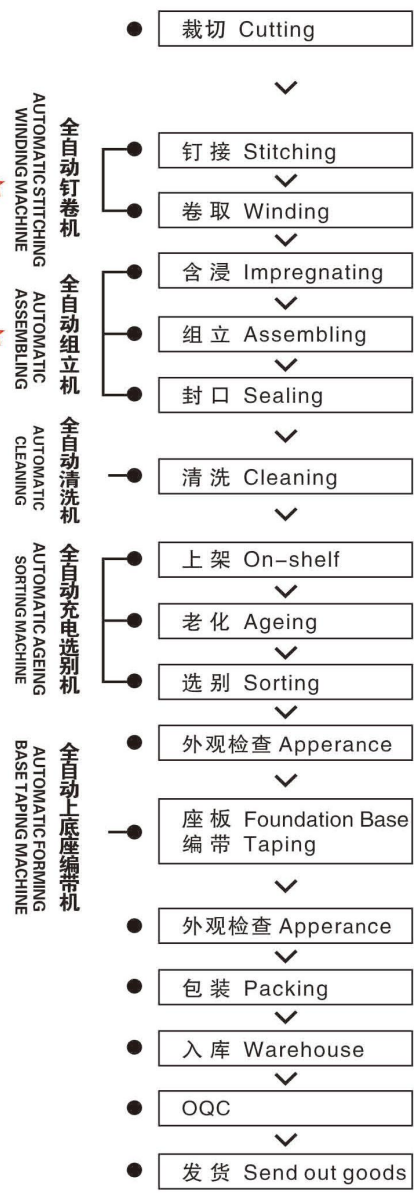 裁切 Cutting
全自动钉卷机
AUTOMATIC STITCHING
WINDING MACHINE
钉接 Stitching
卷取 Winding
全自动组立机
AUTOMATIC
ASSEMBLING
含浸 Impregnating
组立 Assembling
封口 Sealing
全自动清洗机
AUTOMATIC
CLEANING
清洗 Cleaning
全自动充电选别机
AUTOMATIC AGEING
SORTING MACHINE
上架 On-shelf
老化 Ageing
选别 Sorting
外观检查 Apperance
全自动上底座编带机
AUTOMATIC FORMING
BASE TAPING MACHINE
座板 Foundation Base
编带 Taping
外观检查 Apperance
包装 Packing
入库 Warehouse
OQC
发货 Send out goods